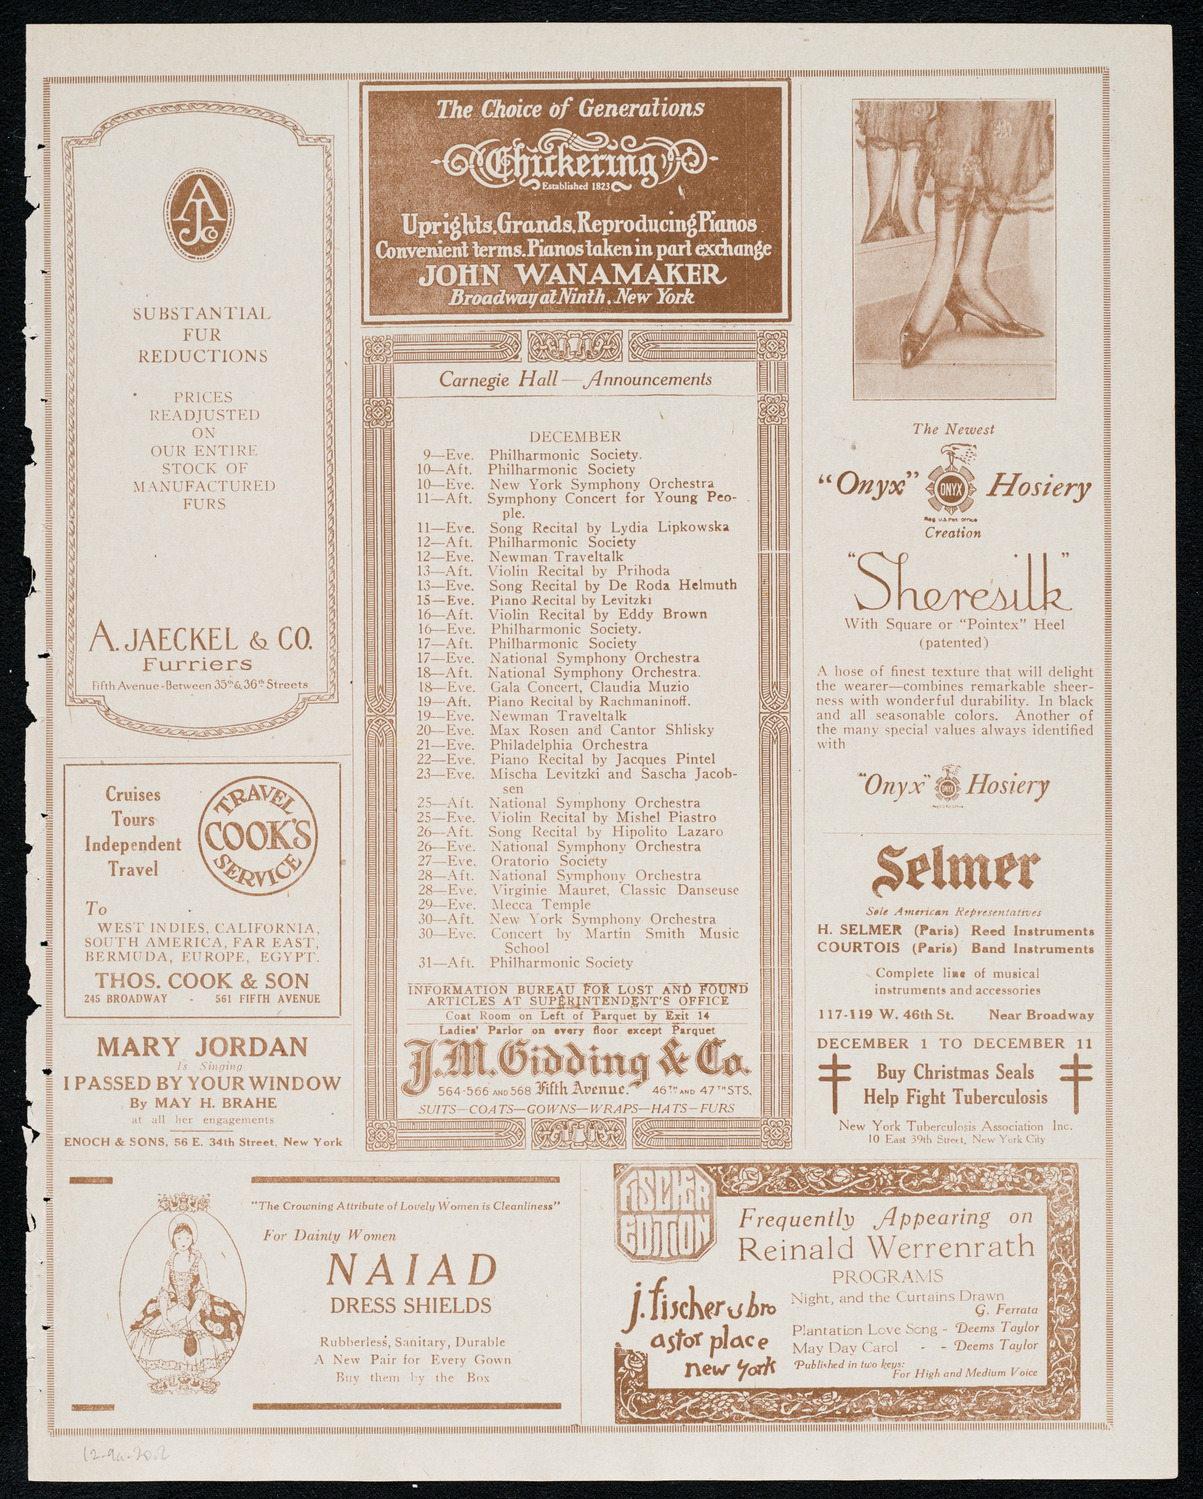 SUBSTANTIAL
FUR
REDUCTIONS
PRICES
READJUSTED
ON
OUR ENTIRE
STOCK OF
MANUFACTURED
FURS
A. JAECKEL & CO.
Furriers
Fifth Avenue - Between 35th & 36th Streets
Cruises
Tours
Independent
Travel
TRAVEL
COOK'S
SERVICE
To
WEST INDIES, CALIFORNIA,
SOUTH AMERICA, FAR EAST,
BERMUDA, EUROPE, EGYPT.
THOS. COOK & SON
245 BROADWAY - 561 FIFTH AVENUE
MARY JORDAN
Is Singing
I PASSED BY YOUR WINDOW
By MAY H. BRAHE
at all her engagements
ENOCH & SONS, 56 E. 34th Street, New York
The Choice of Generations
Chickering
Established 1823
Uprights, Grands, Reproducing Pianos
Convenient terms. Pianos taken in part exchange
JOHN WANAMAKER
Broadway at Ninth, New York
Carnegie Hall — Announcements
DECEMBER
9—Eve. Philharmonic Society.
10—Aft. Philharmonic Society
10—Eve. New York Symphony Orchestra
11—Aft. Symphony Concert for Young Peo-
ple.
11—Eve. Song Recital by Lydia Lipkowska
12—Aft. Philharmonic Society
12—Eve. Newman Traveltalk
13—Aft. Violin Recital by Prihoda
13—Eve. Song Recital by De Roda Helmuth
15—Eve. Piano Recital by Levitzki
16—Aft. Violin Recital by Eddy Brown
16—Eve. Philharmonic Society.
17—Aft. Philharmonic Society
17—Eve. National Symphony Orchestra
18—Aft. National Symphony Orchestra.
18—Eve. Gala Concert, Claudia Muzio
19—Aft. Piano Recital by Rachmaninoff.
19—Eve. Newman Traveltalk
20—Eve. Max Rosen and Cantor Shlisky
21—Eve. Philadelphia Orchestra
22—Eve. Piano Recital by Jacques Pintel
23—Eve. Mischa Levitzki and Sascha Jacob-
sen
25—Aft. National Symphony Orchestra
25—Eve. Violin Recital by Mishel Piastro
26—Aft. Song Recital by Hipolito Lazaro
26—Eve. National Symphony Orchestra
27—Eve. Oratorio Society
28—Aft. National Symphony Orchestra
28—Eve. Virginie Mauret, Classic Danseuse
29—Eve. Mecca Temple
30—Aft. New York Symphony Orchestra
30—Eve. Concert by Martin Smith Music
School
31—Aft. Philharmonic Society
INFORMATION BUREAU FOR LOST AND FOUND
ARTICLES AT SUPERINTENDENT'S OFFICE
Coat Room on Left of Parquet by Exit 14
Ladies' Parlor on every floor except Parquet
J. M. Gidding & Co.
564-566 AND 568 Fifth Avenue. 46TH AND 47TH STS.
SUITS—COATS—GOWNS—WRAPS—HATS—FURS
The Newest
"Onyx" ONYX Hosiery
Reg. U.S. Pat. Office
Creation
"Sheresilk"
With Square or "Pointex" Heel
(patented)
A hose of finest texture that will delight
the wearer—combines remarkable sheer-
ness with wonderful durability. In black
and all seasonable colors. Another of
the many special values always identified
with
"Onyx" Hosiery
Selmer
Sole American Representatives
H. SELMER (Paris) Reed Instruments
COURTOIS (Paris) Band Instruments
Complete line of musical
instruments and accessories
117-119 W. 46th St. Near Broadway
DECEMBER 1 TO DECEMBER 11
Buy Christmas Seals
Help Fight Tuberculosis
New York Tuberculosis Association Inc.
10 East 39th Street, New York City
"The Crowning Attribute of Lovely Women is Cleanliness"
For Dainty Women
NAIAD
DRESS SHIELDS
Rubberless, Sanitary, Durable
A New Pair for Every Gown
Buy them by the Box
FISCHER
EDITION
j. fischer & bro
astor place
new york
Frequently Appearing on
Reinald Werrenrath
PROGRAMS
Night, and the Curtains Drawn
G. Ferrata
Plantation Love Song - Deems Taylor
May Day Carol - - Deems Taylor
Published in two keys:
For High and Medium Voice